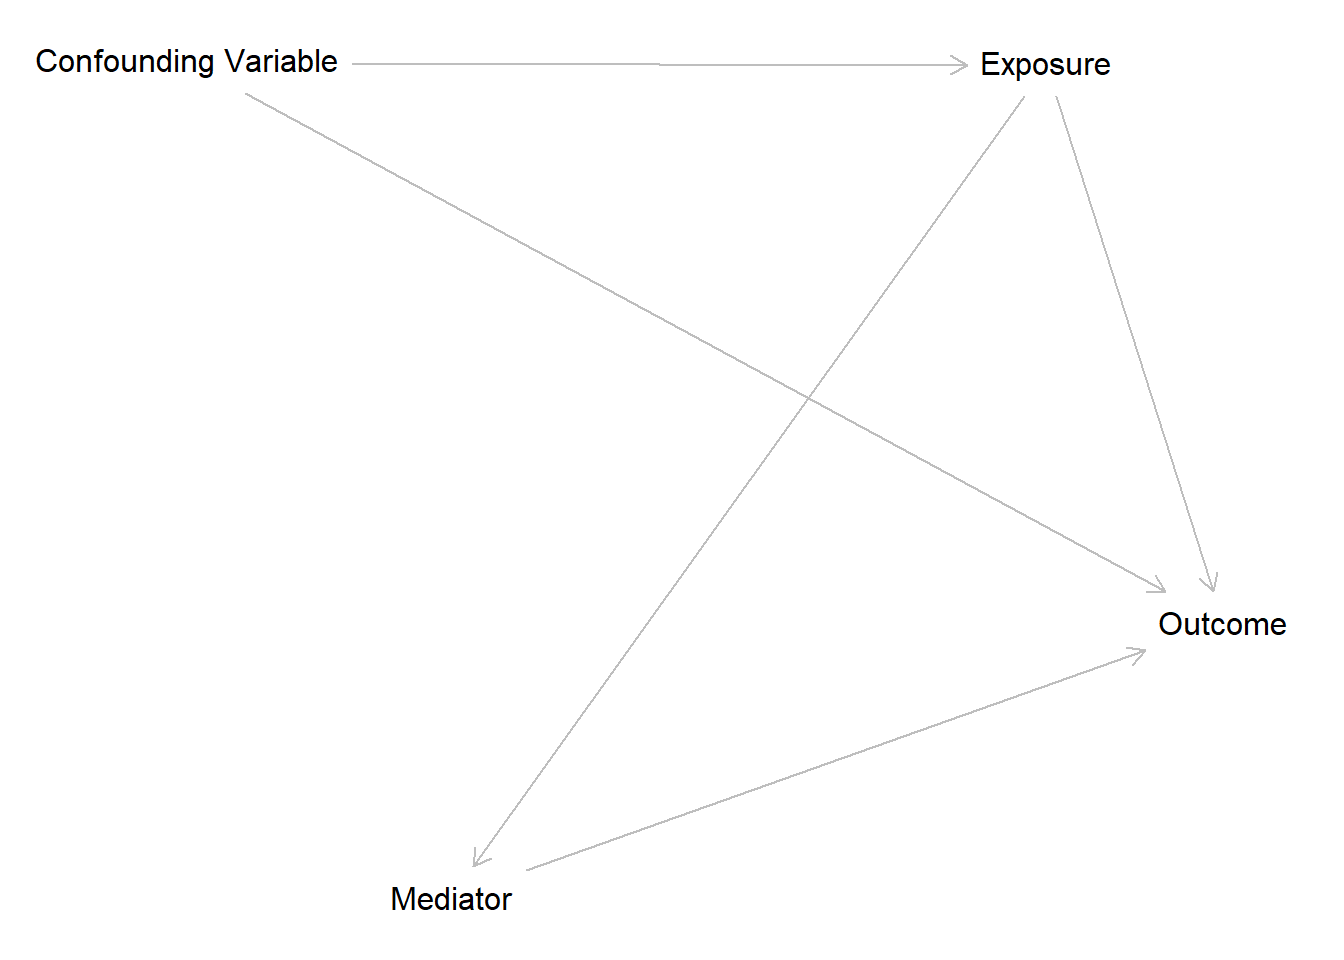 Confounding Variable
Exposure
Outcome
Mediator